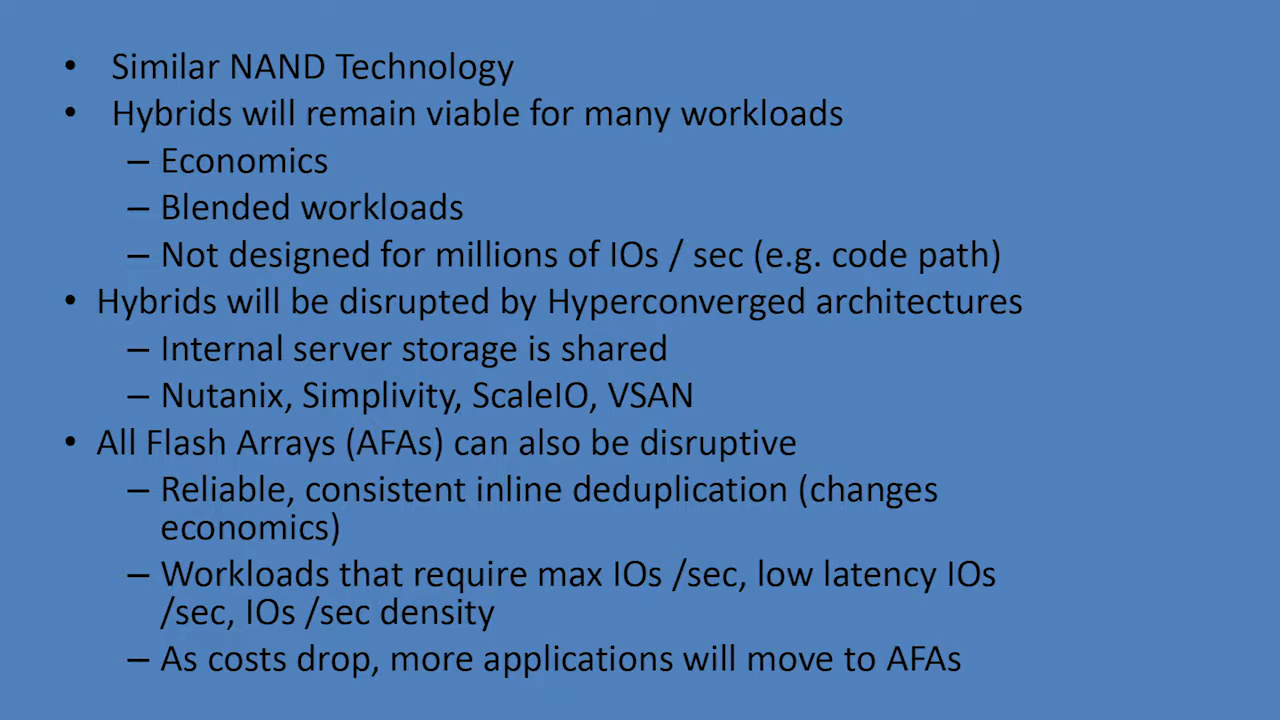 • Similar NAND Technology
• Hybrids will remain viable for many workloads
– Economics
– Blended workloads
– Not designed for millions of IOs / sec (e.g. code path)
• Hybrids will be disrupted by Hyperconverged architectures
– Internal server storage is shared
– Nutanix, Simplivity, ScaleIO, VSAN
• All Flash Arrays (AFAs) can also be disruptive
– Reliable, consistent inline deduplication (changes
economics)
– Workloads that require max IOs /sec, low latency IOs
/sec, IOs /sec density
– As costs drop, more applications will move to AFAs